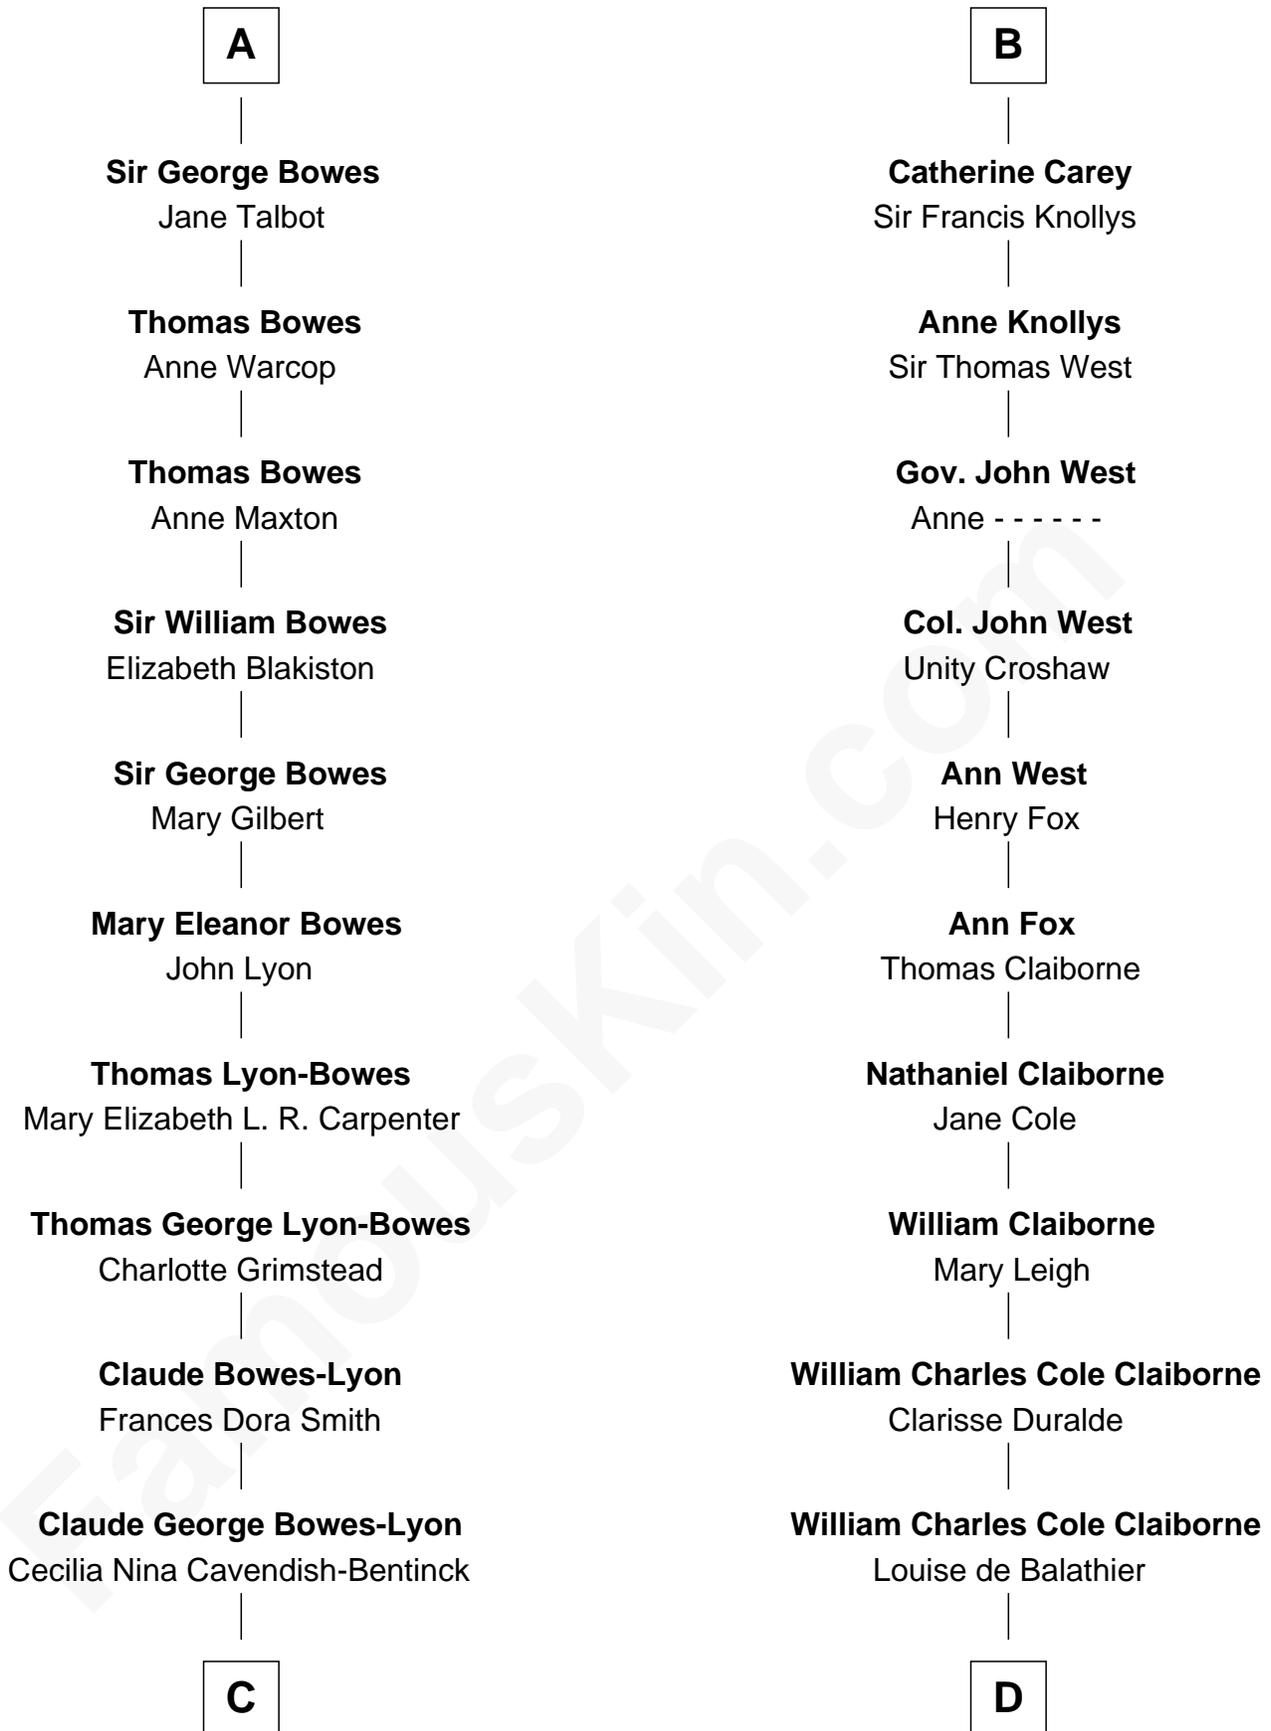 A
Sir George Bowes
Jane Talbot
Thomas Bowes
Anne Warcop
Thomas Bowes
Anne Maxton
Sir William Bowes
Elizabeth Blakiston
Sir George Bowes
Mary Gilbert
Mary Eleanor Bowes
John Lyon
Thomas Lyon-Bowes
Mary Elizabeth L. R. Carpenter
Thomas George Lyon-Bowes
Charlotte Grimstead
Claude Bowes-Lyon
Frances Dora Smith
Claude George Bowes-Lyon
Cecilia Nina Cavendish-Bentinck
C
B
Catherine Carey
Sir Francis Knollys
Anne Knollys
Sir Thomas West
Gov. John West
Anne - - - - - -
Col. John West
Unity Croshaw
Ann West
Henry Fox
Ann Fox
Thomas Claiborne
Nathaniel Claiborne
Jane Cole
William Claiborne
Mary Leigh
William Charles Cole Claiborne
Clarisse Duralde
William Charles Cole Claiborne
Louise de Balathier
D
FamousKin.com